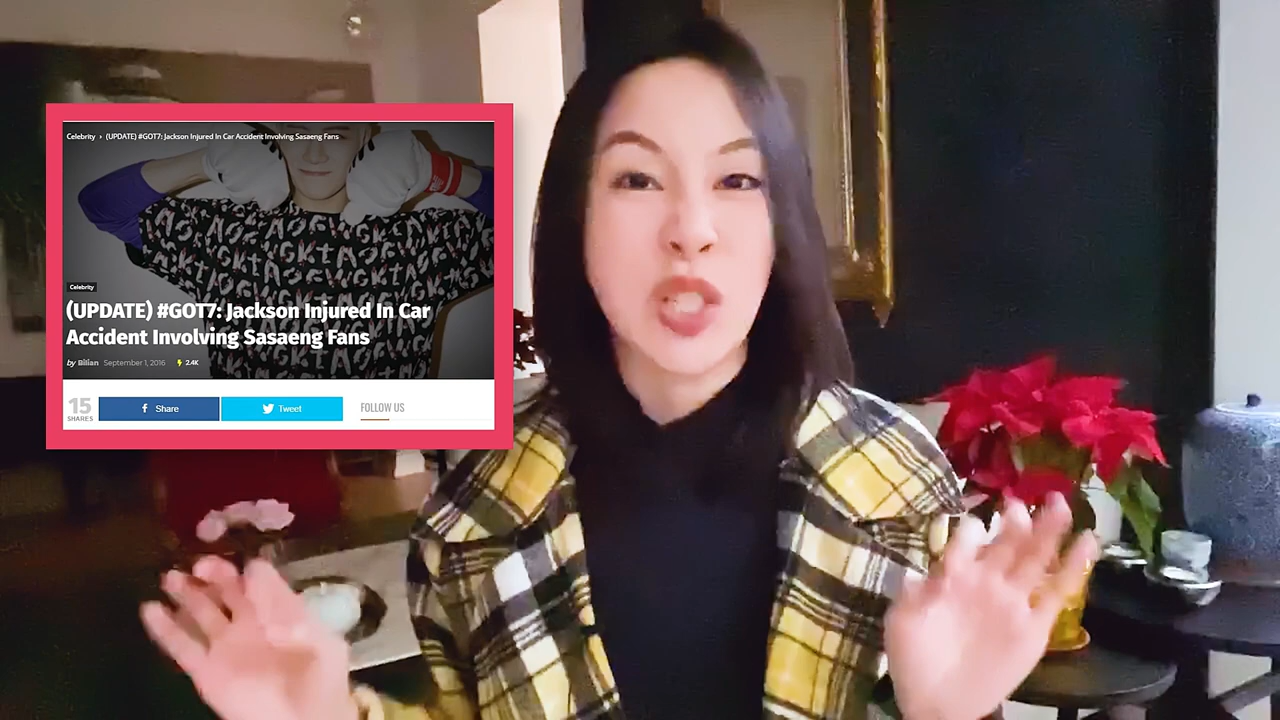 Celebrity › (UPDATE) #GOT7: Jackson Injured In Car Accident Involving Sasaeng Fans
Celebrity
(UPDATE) #GOT7: Jackson Injured In Car
Accident Involving Sasaeng Fans
by Bilian September 1, 2016 2.4K
15
SHARES
Share
Tweet
FOLLOW US